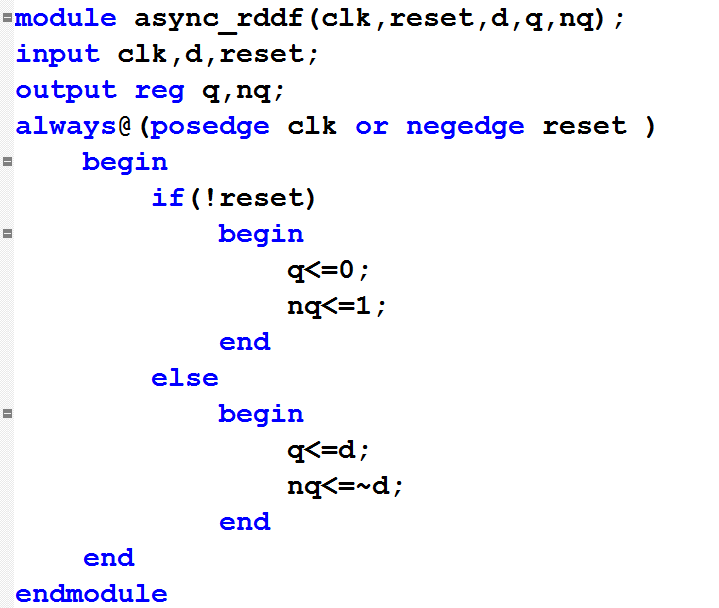 module async_rddf(clk,reset,d,q,nq);
input clk,d,reset;
output reg q,nq;
always@(posedge clk or negedge reset )
begin
if(!reset)
begin
q<=0;
nq<=1;
end
else
begin
q<=d;
nq<=~d;
end
end
endmodule